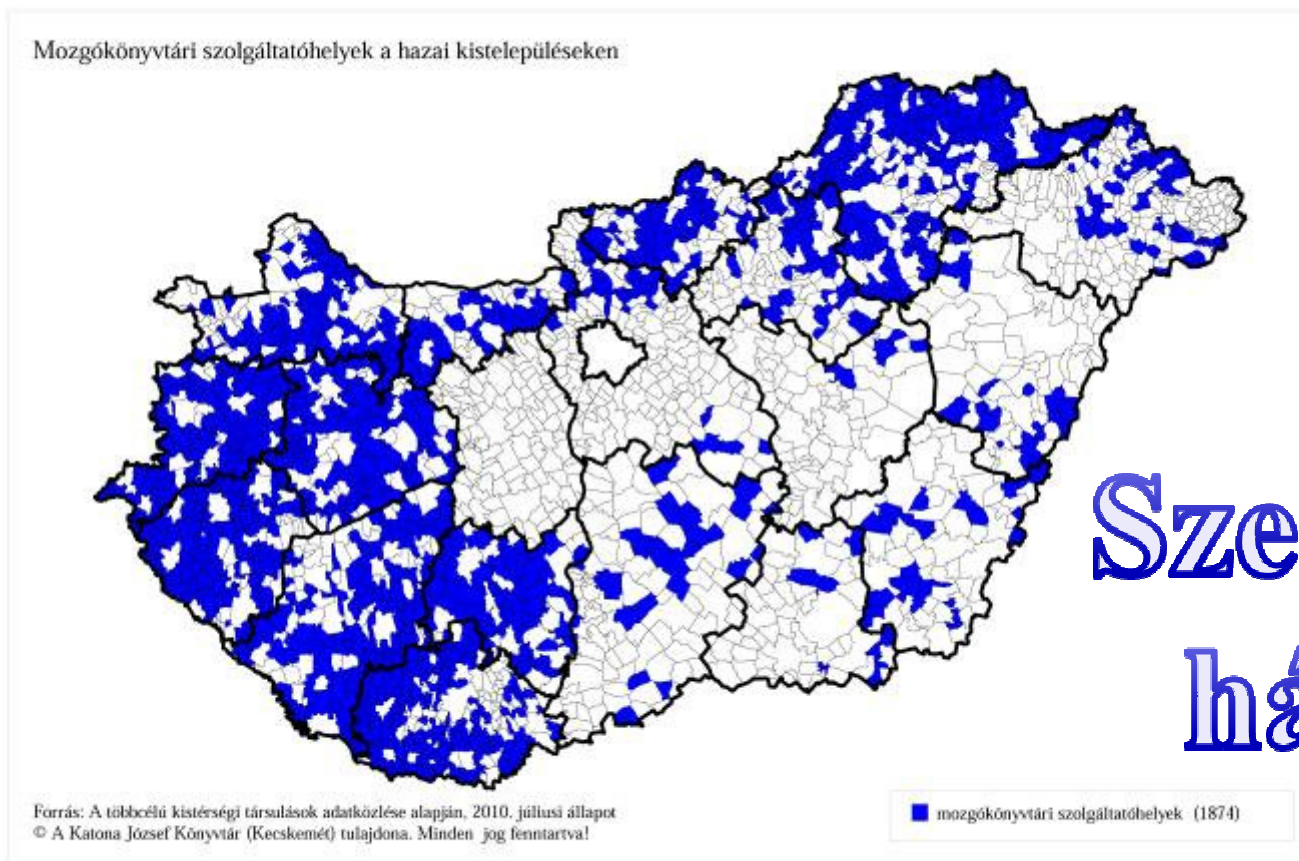 Mozgókönyvtári szolgáltatóhelyek a hazai kistelepüléseken
Sze
há
Forrás: A többcélú kistérségi társulások adatközlése alapján, 2010. júliusi állapot
© A Katona József Könyvtár (Kecskemét) tulajdona. Minden jog fenntartva!
mozgókönyvtári szolgáltatóhelyek (1874)